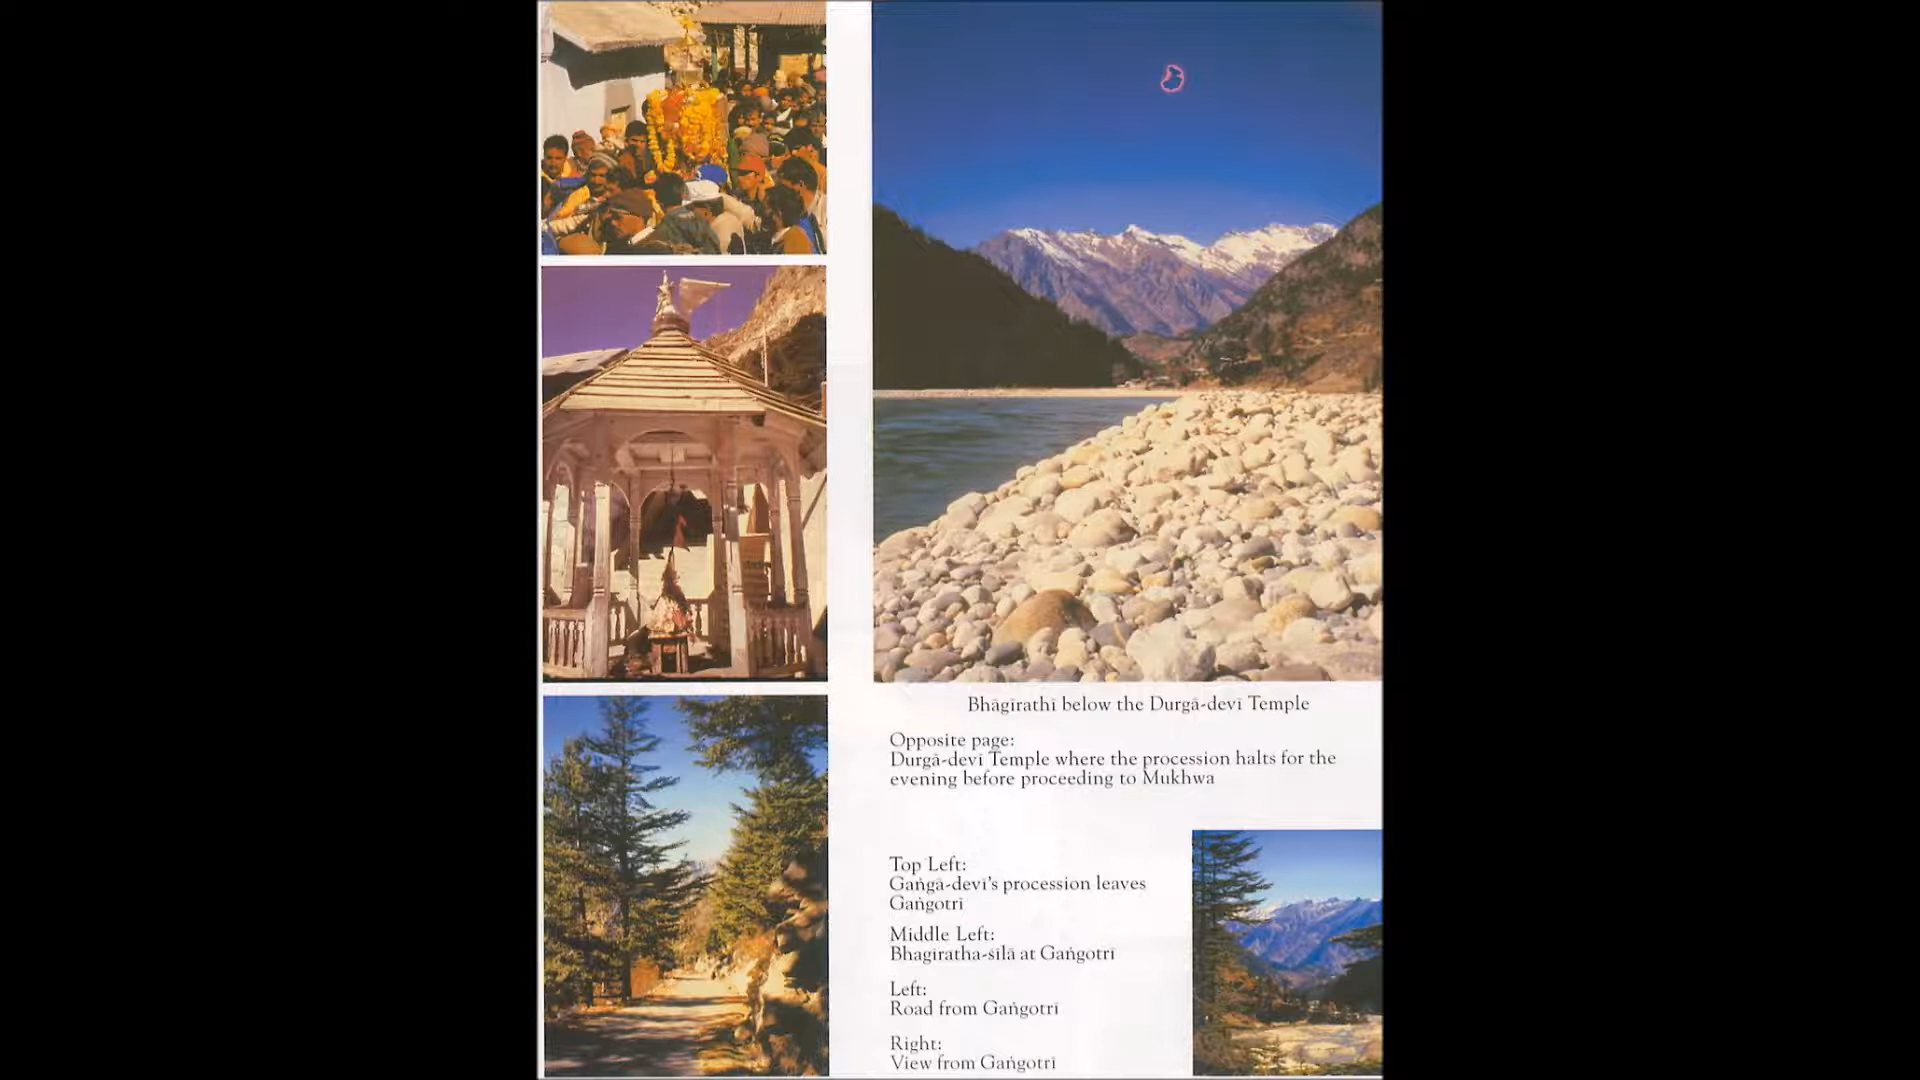 Bhāgīrathī below the Durgā-devī Temple
Opposite page:
Durgā-devī Temple where the procession halts for the
evening before proceeding to Mukhwa
Top Left:
Gaṅgā-devī's procession leaves
Gaṅgotrī
Middle Left:
Bhagīratha-śilā at Gaṅgotrī
Left:
Road from Gaṅgotrī
Right:
View from Gaṅgotrī